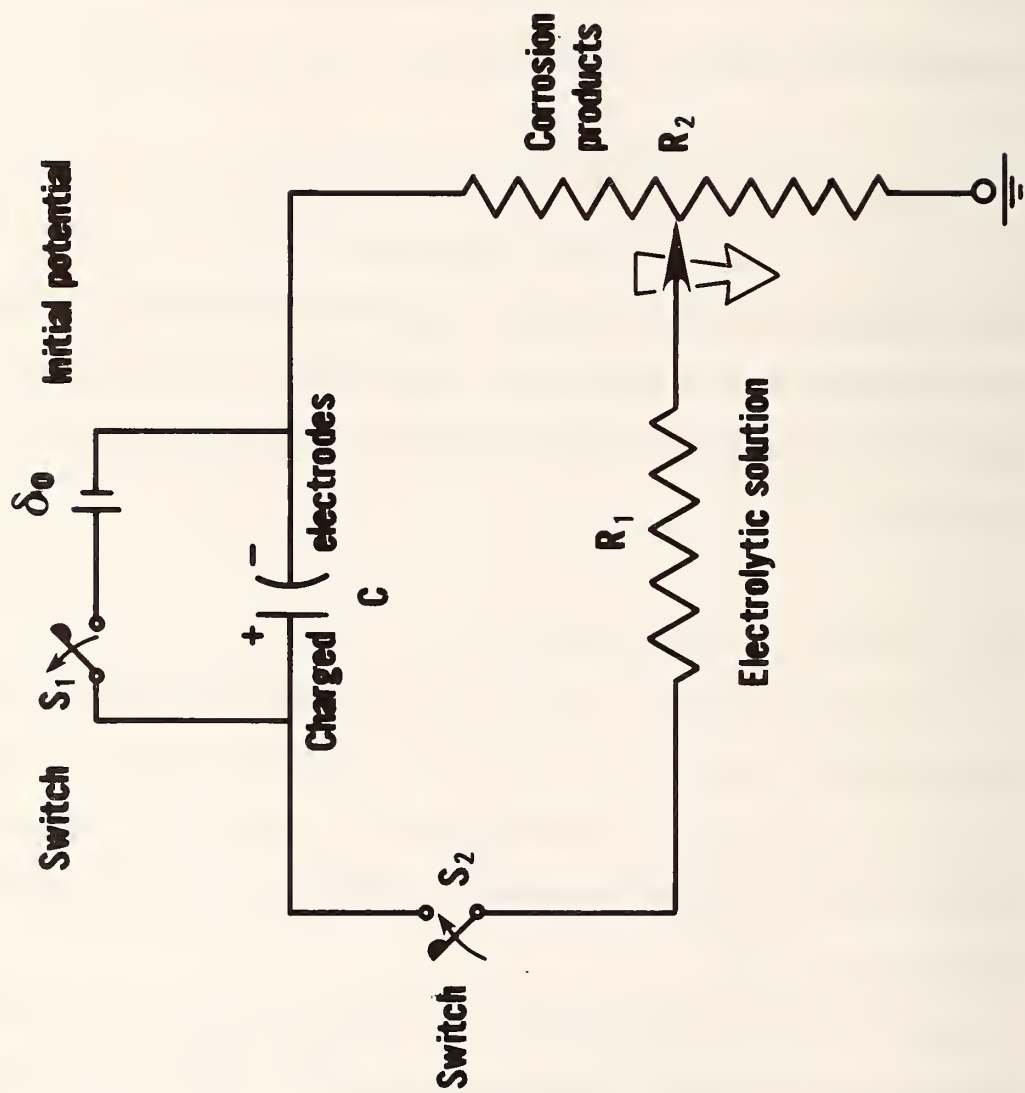 Initial potential
δ₀
Switch
S₁
+
−
Charged
electrodes
C
Switch
S₂
R₁
Electrolytic solution
Corrosion
products
R₂